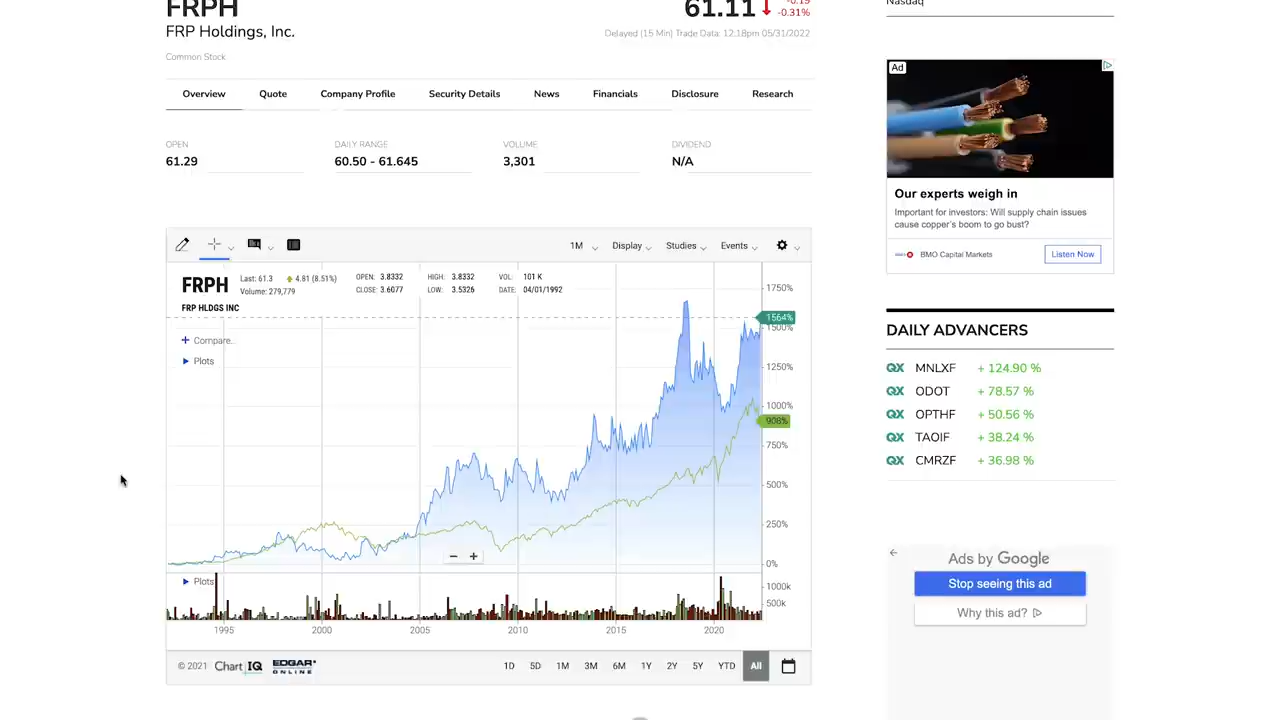 FRPH
61.11
-0.19
-0.31%
FRP Holdings, Inc.
Delayed (15 Min) Trade Data: 12:18pm 05/31/2022
Common Stock
Overview Quote Company Profile Security Details News Financials Disclosure Research
OPEN DAILY RANGE VOLUME DIVIDEND
61.29 60.50 - 61.645 3,301 N/A
1M Display Studies Events
FRPH
Last: 61.3 4.81 (8.51%)
Volume: 279,779
OPEN: 3.8332 HIGH: 3.8332 VOL: 101 K
CLOSE: 3.6077 LOW: 3.5326 DATE: 04/01/1992
FRP HLDGS INC
+ Compare..
Plots
1750%
1564%
1500%
1250%
1000%
908%
750%
500%
250%
0%
− +
Plots
1000k
500k
1995 2000 2005 2010 2015 2020
© 2021 ChartIQ EDGAR ONLINE
1D 5D 1M 3M 6M 1Y 2Y 5Y YTD All
Nasdaq
Ad
Our experts weigh in
Important for investors: Will supply chain issues
cause copper's boom to go bust?
BMO Capital Markets Listen Now
DAILY ADVANCERS
QX MNLXF + 124.90 %
QX ODOT + 78.57 %
QX OPTHF + 50.56 %
QX TAOIF + 38.24 %
QX CMRZF + 36.98 %
Ads by Google
Stop seeing this ad
Why this ad?